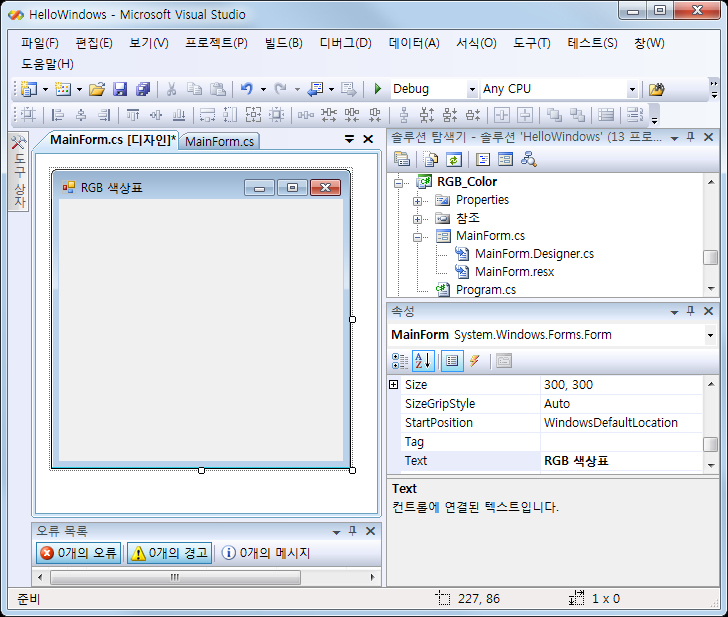 HelloWindows - Microsoft Visual Studio
파일(F) 편집(E) 보기(V) 프로젝트(P) 빌드(B) 디버그(D) 데이터(A) 서식(O) 도구(T) 테스트(S) 창(W)
도움말(H)
Debug Any CPU
도구 상자
MainForm.cs [디자인]* MainForm.cs
RGB 색상표
솔루션 탐색기 - 솔루션 'HelloWindows' (13 프로...
RGB_Color
Properties
참조
MainForm.cs
MainForm.Designer.cs
MainForm.resx
Program.cs
속성
MainForm System.Windows.Forms.Form
Size 300, 300
SizeGripStyle Auto
StartPosition WindowsDefaultLocation
Tag
Text RGB 색상표
Text
컨트롤에 연결된 텍스트입니다.
오류 목록
0개의 오류 0개의 경고 0개의 메시지
준비 227, 86 1 x 0